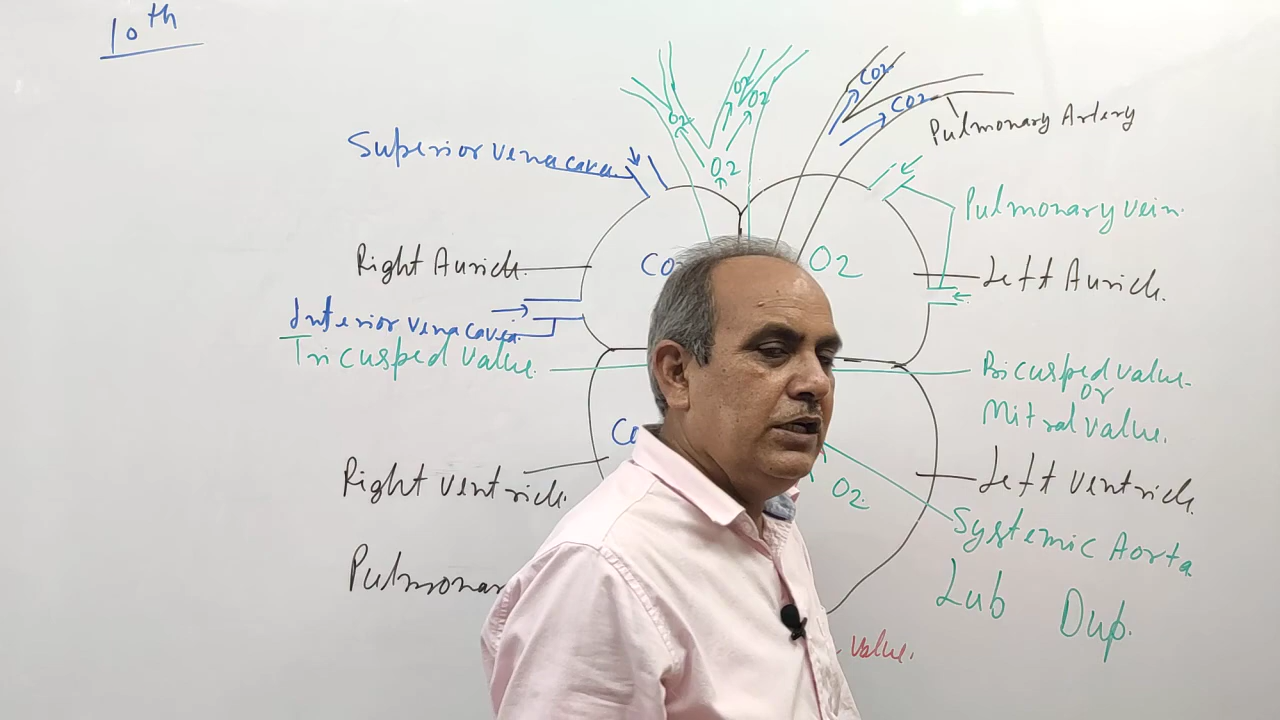 10th
O2
O2
O2
O2
CO2
CO2
Pulmonary Artery
Superior vena cava
Pulmonary vein.
Right Auricle
O2
Left Auricle.
Inferior vena cava
Tricusped value.
Bicusped value
or
Mitral value.
Right ventricle.
O2.
Left ventricle.
Systemic Aorta
Lub Dup.
value.